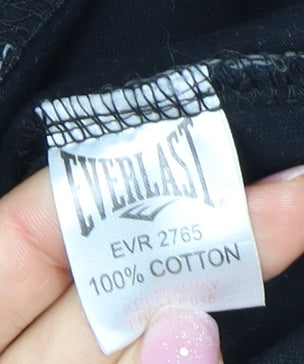 EVERLAST
EVR 2765
100% COTTON
KEEP AWAY
FROM FIRE